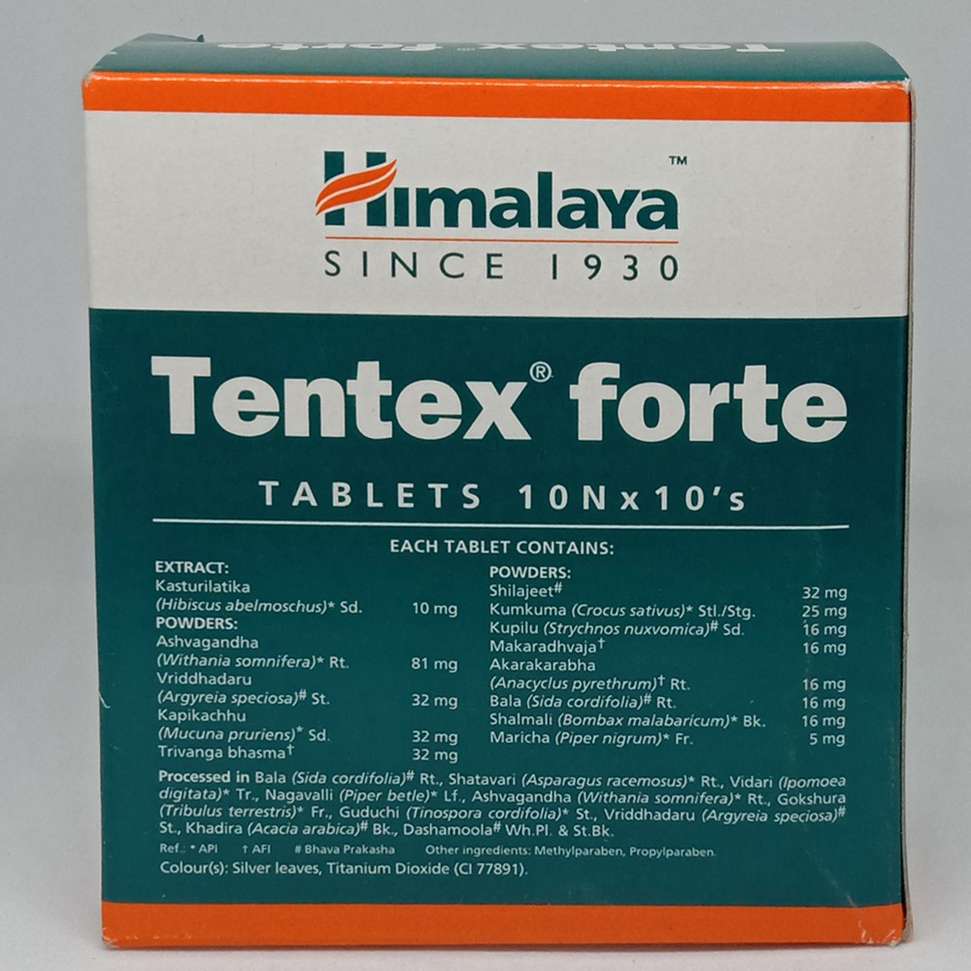 Tentex® forte
Himalaya™
SINCE 1930
Tentex® forte
TABLETS 10Nx10's
EACH TABLET CONTAINS:
EXTRACT:
Kasturilatika
(Hibiscus abelmoschus)* Sd. 10 mg
POWDERS:
Ashvagandha
(Withania somnifera)* Rt. 81 mg
Vriddhadaru
(Argyreia speciosa)# St. 32 mg
Kapikachhu
(Mucuna pruriens)* Sd. 32 mg
Trivanga bhasma† 32 mg
POWDERS:
Shilajeet# 32 mg
Kumkuma (Crocus sativus)* Stl./Stg. 25 mg
Kupilu (Strychnos nuxvomica)# Sd. 16 mg
Makaradhvaja† 16 mg
Akarakarabha
(Anacyclus pyrethrum)† Rt. 16 mg
Bala (Sida cordifolia)# Rt. 16 mg
Shalmali (Bombax malabaricum)* Bk. 16 mg
Maricha (Piper nigrum)* Fr. 5 mg
Processed in Bala (Sida cordifolia)# Rt., Shatavari (Asparagus racemosus)* Rt., Vidari (Ipomoea
digitata)* Tr., Nagavalli (Piper betle)* Lf., Ashvagandha (Withania somnifera)* Rt., Gokshura
(Tribulus terrestris)* Fr., Guduchi (Tinospora cordifolia)* St., Vriddhadaru (Argyreia speciosa)#
St., Khadira (Acacia arabica)# Bk., Dashamoola# Wh.Pl. & St.Bk.
Ref.: * API † AFI # Bhava Prakasha Other ingredients: Methylparaben, Propylparaben.
Colour(s): Silver leaves, Titanium Dioxide (CI 77891).